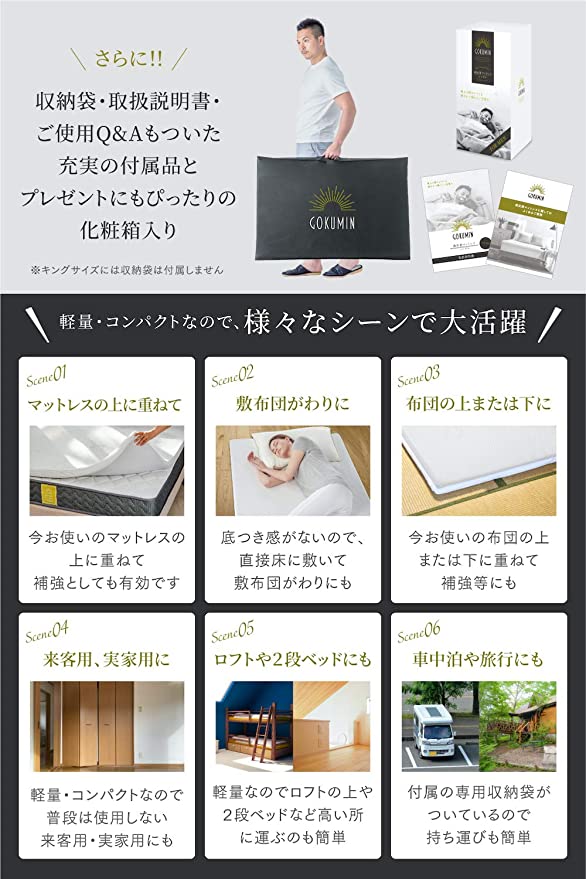 さらに!!
収納袋・取扱説明書・
ご使用Q&Aもついた
充実の付属品と
プレゼントにもぴったりの
化粧箱入り
※キングサイズには収納袋は付属しません
GOKUMIN
GOKUMIN
GOKUMIN
GOKUMIN
軽量・コンパクトなので、様々なシーンで大活躍
Scene01
マットレスの上に重ねて
今お使いのマットレスの
上に重ねて
補強としても有効です
Scene02
敷布団がわりに
底つき感がないので、
直接床に敷いて
敷布団がわりにも
Scene03
布団の上または下に
今お使いの布団の上
または下に重ねて
補強等にも
Scene04
来客用、実家用に
軽量・コンパクトなので
普段は使用しない
来客用・実家用にも
Scene05
ロフトや2段ベッドにも
軽量なのでロフトの上や
2段ベッドなど高い所
に運ぶのも簡単
Scene06
車中泊や旅行にも
付属の専用収納袋が
ついているので
持ち運びも簡単